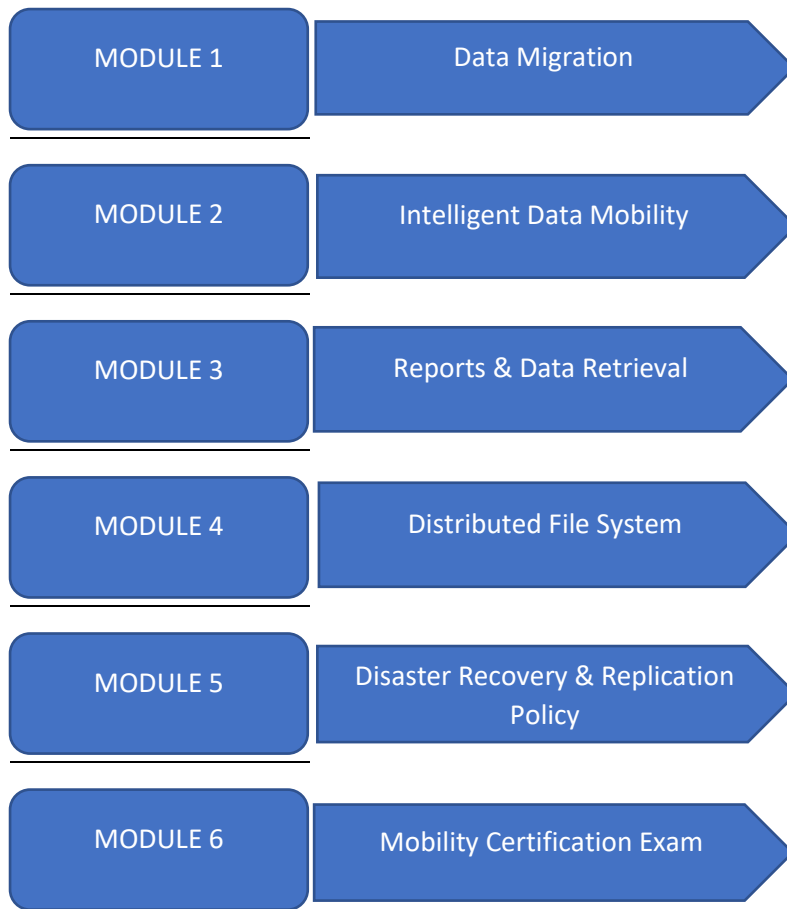 MODULE 1
Data Migration
MODULE 2
Intelligent Data Mobility
MODULE 3
Reports & Data Retrieval
MODULE 4
Distributed File System
MODULE 5
Disaster Recovery & Replication
Policy
MODULE 6
Mobility Certification Exam